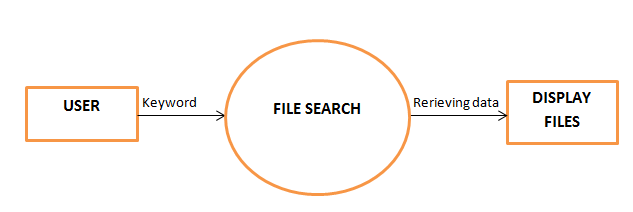 USER
Keyword
FILE SEARCH
Rerieving data
DISPLAY
FILES